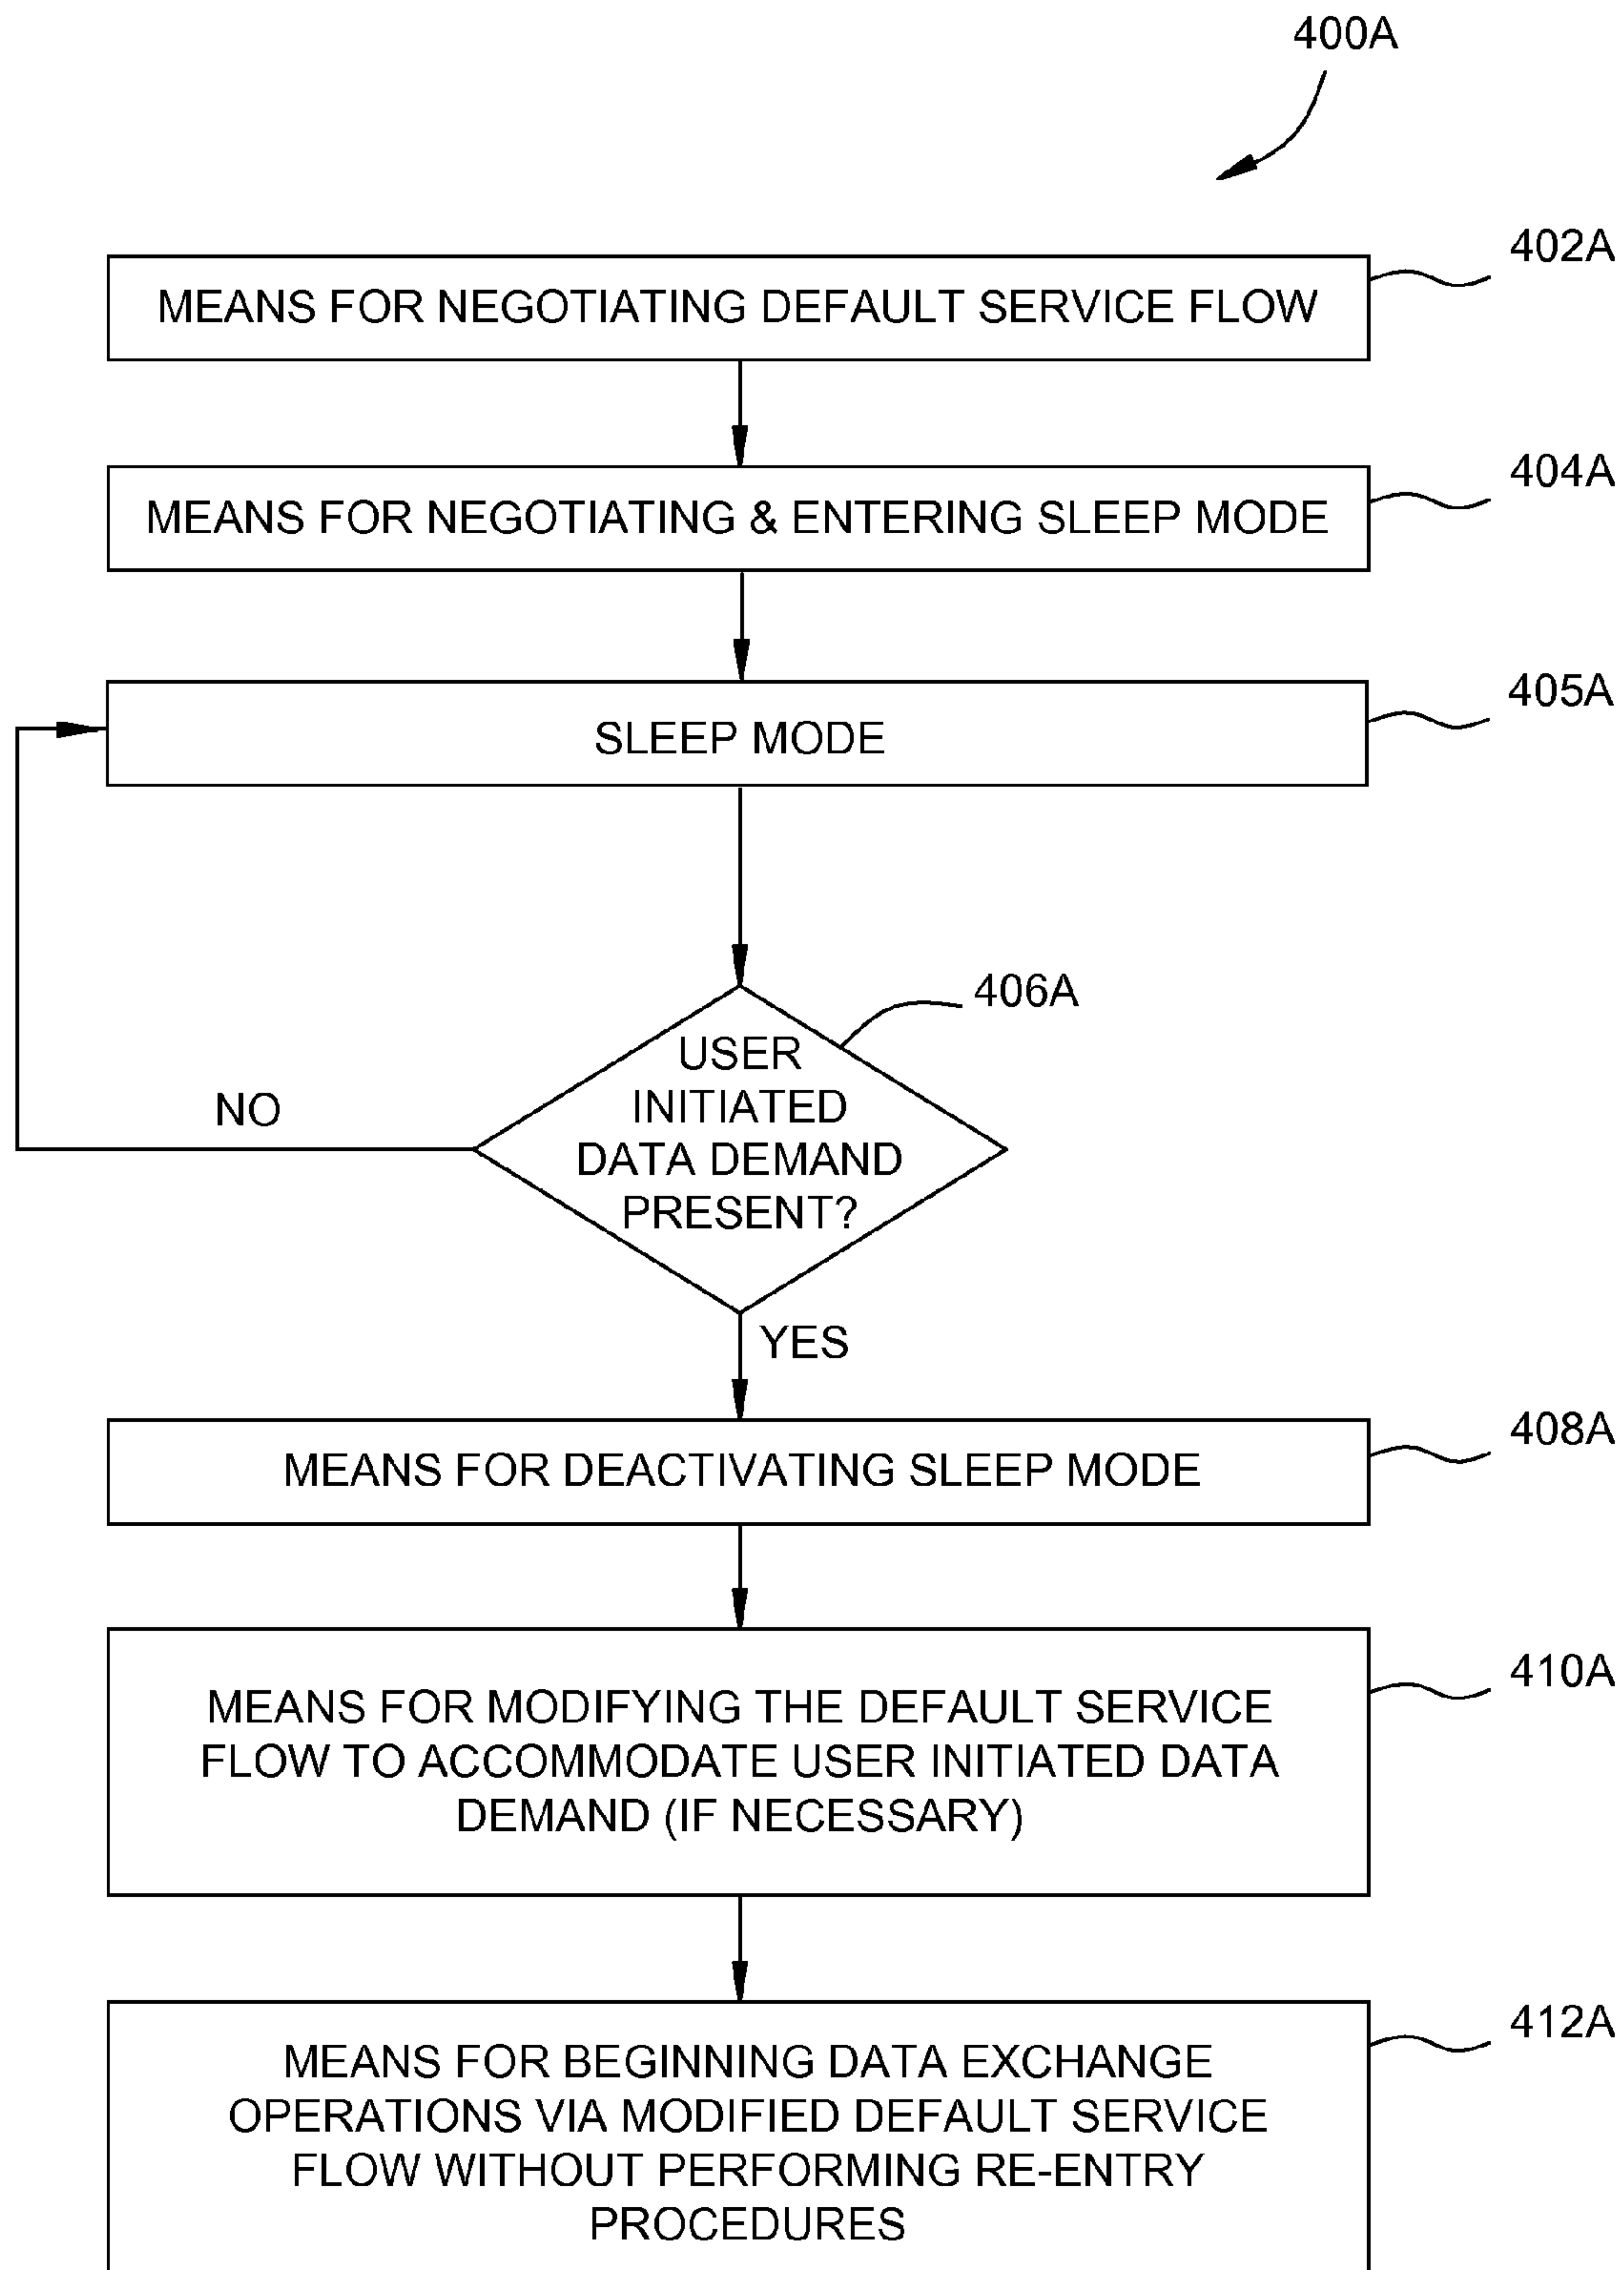 400A
402A
MEANS FOR NEGOTIATING DEFAULT SERVICE FLOW
404A
MEANS FOR NEGOTIATING & ENTERING SLEEP MODE
405A
SLEEP MODE
406A
USER
INITIATED
DATA DEMAND
PRESENT?
NO
YES
408A
MEANS FOR DEACTIVATING SLEEP MODE
410A
MEANS FOR MODIFYING THE DEFAULT SERVICE
FLOW TO ACCOMMODATE USER INITIATED DATA
DEMAND (IF NECESSARY)
412A
MEANS FOR BEGINNING DATA EXCHANGE
OPERATIONS VIA MODIFIED DEFAULT SERVICE
FLOW WITHOUT PERFORMING RE-ENTRY
PROCEDURES